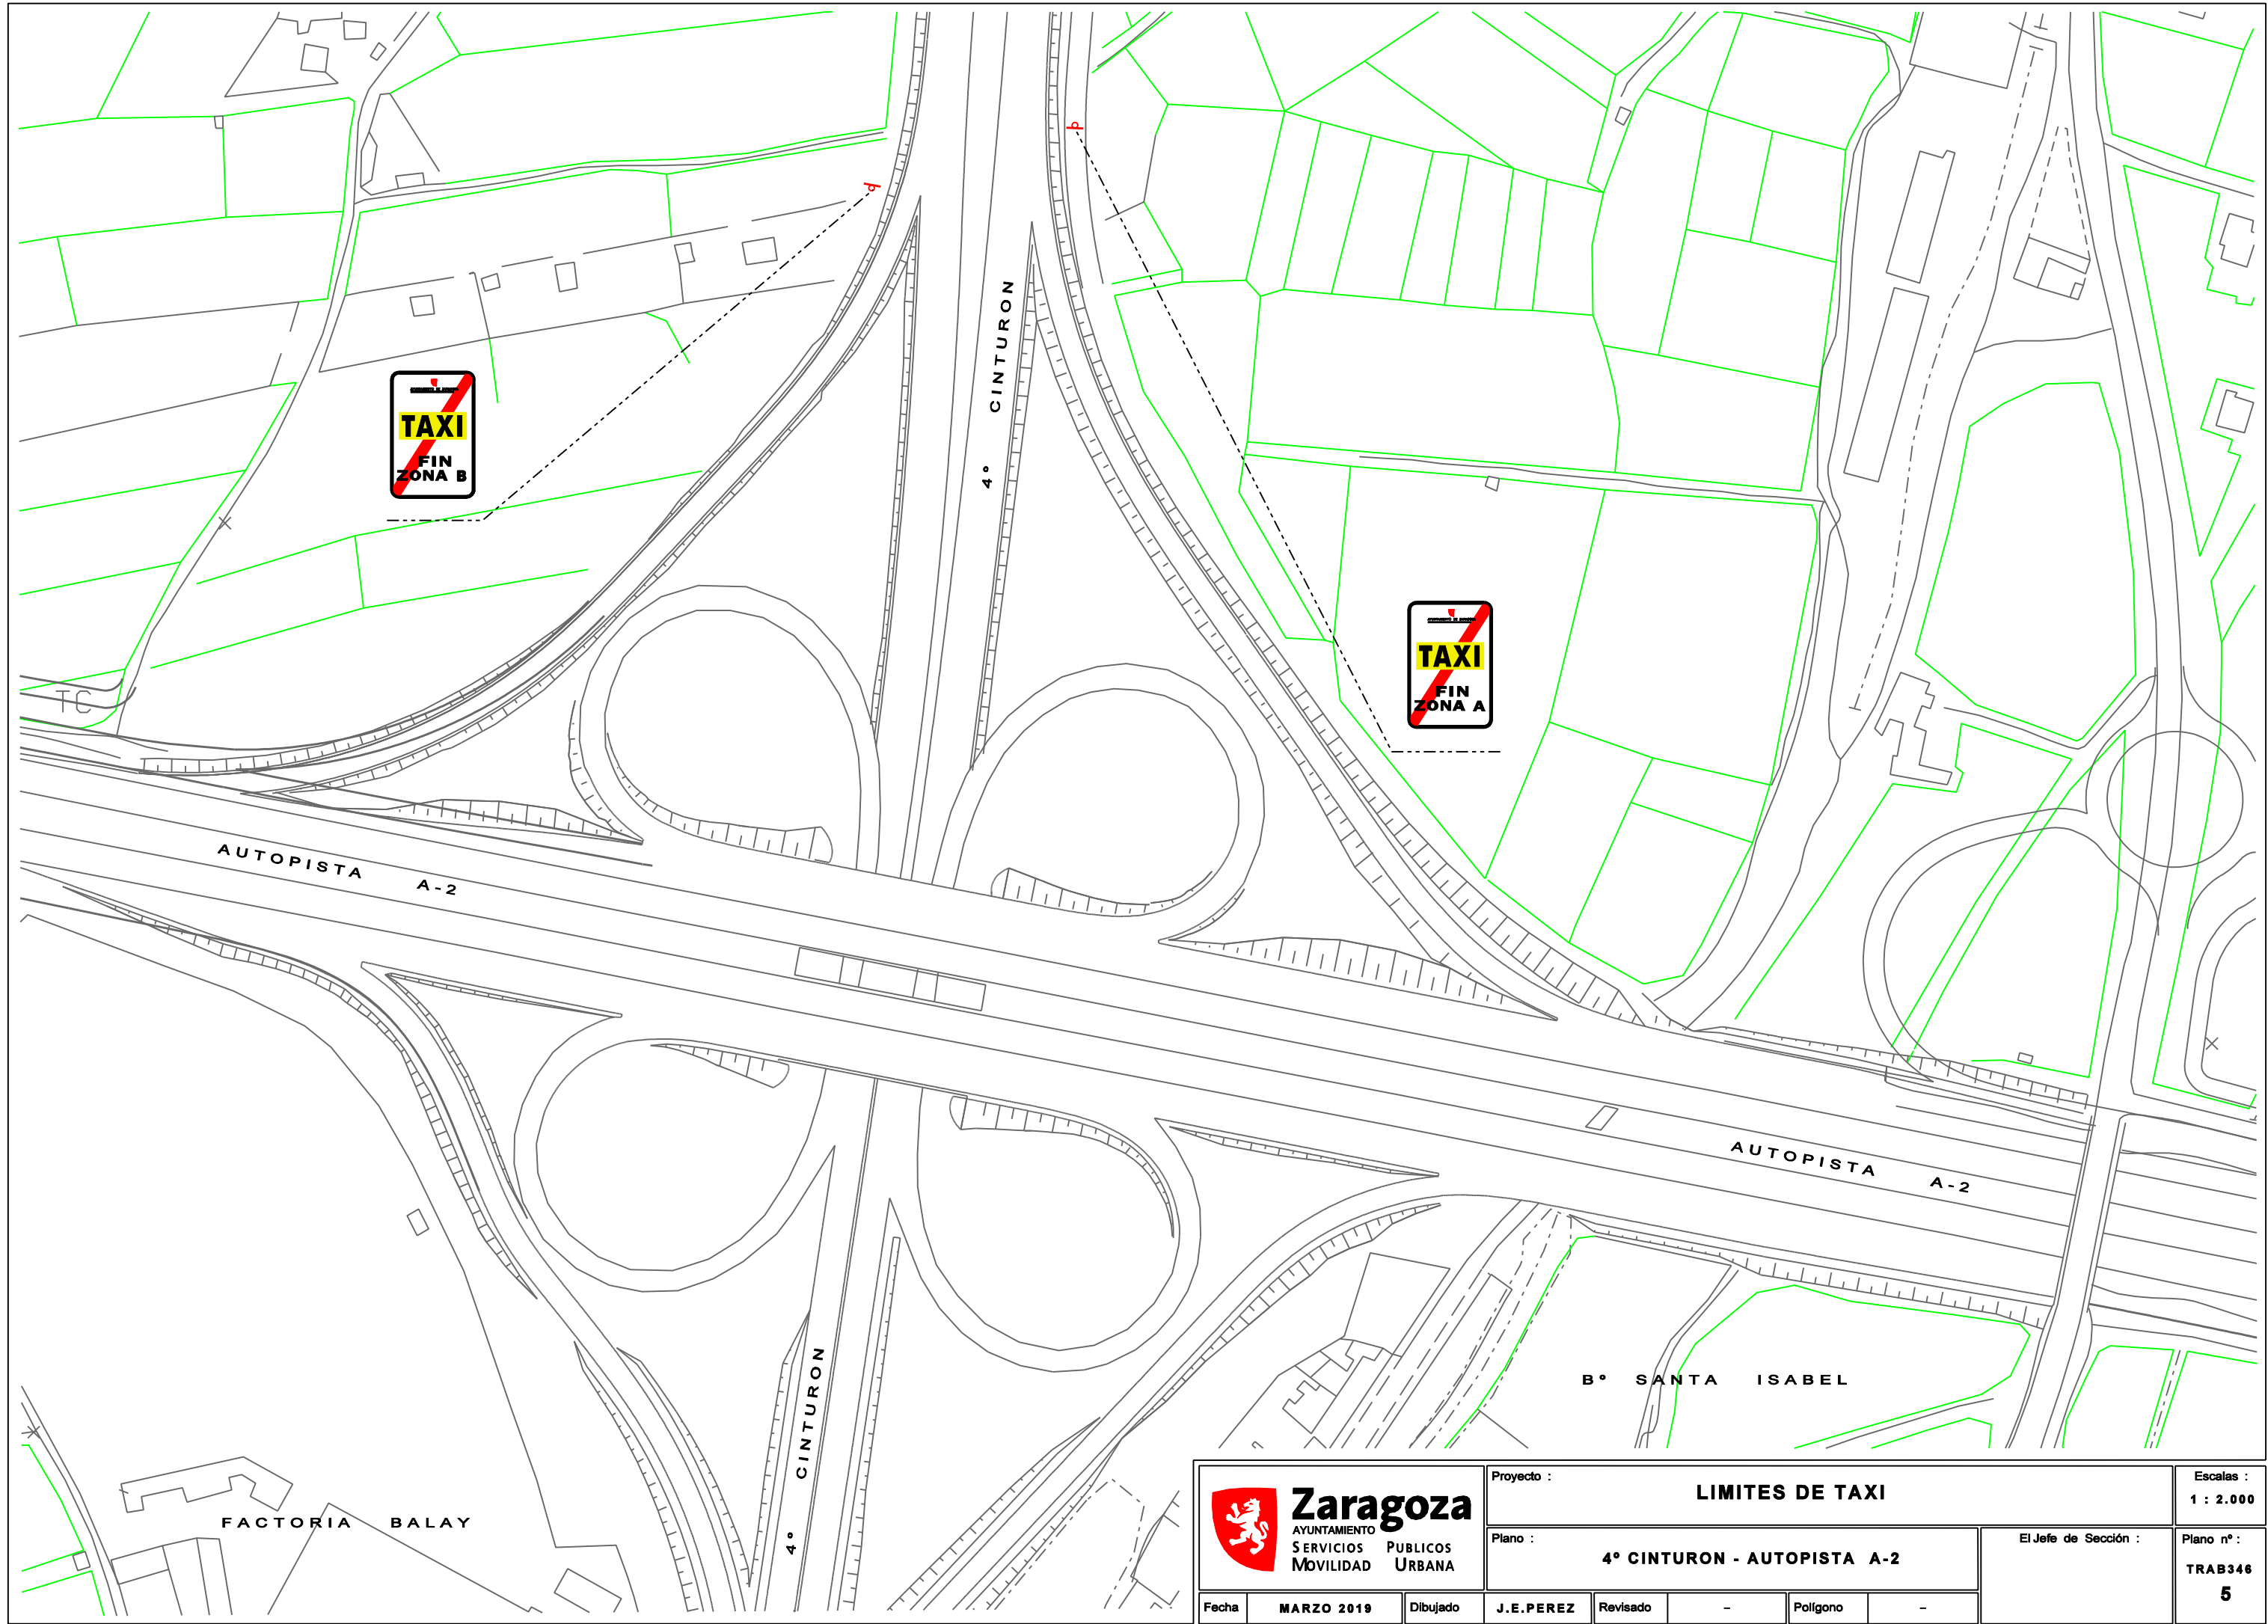 4º CINTURON
TAXI
FIN
ZONA B
TAXI
FIN
ZONA A
TC
AUTOPISTA A-2
AUTOPISTA A-2
Bº SANTA ISABEL
4º CINTURON
FACTORIA BALAY
Zaragoza
AYUNTAMIENTO
SERVICIOS PUBLICOS
MOVILIDAD URBANA
Proyecto :
LIMITES DE TAXI
Escalas :
1 : 2.000
Plano :
4º CINTURON - AUTOPISTA A-2
El Jefe de Sección :
Plano nº :
TRAB346
5
Fecha MARZO 2019 Dibujado J.E.PEREZ Revisado - Polígono -